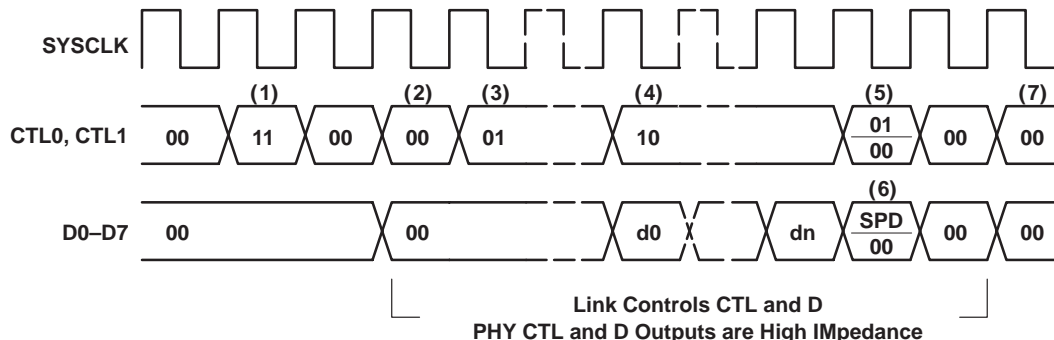 SYSCLK
(1) (2) (3) (4) (5) (7)
CTL0, CTL1 00 11 00 00 01 10 01 00 00 00
(6)
D0–D7 00 00 d0 dn SPD 00 00 00
Link Controls CTL and D
PHY CTL and D Outputs are High IMpedance